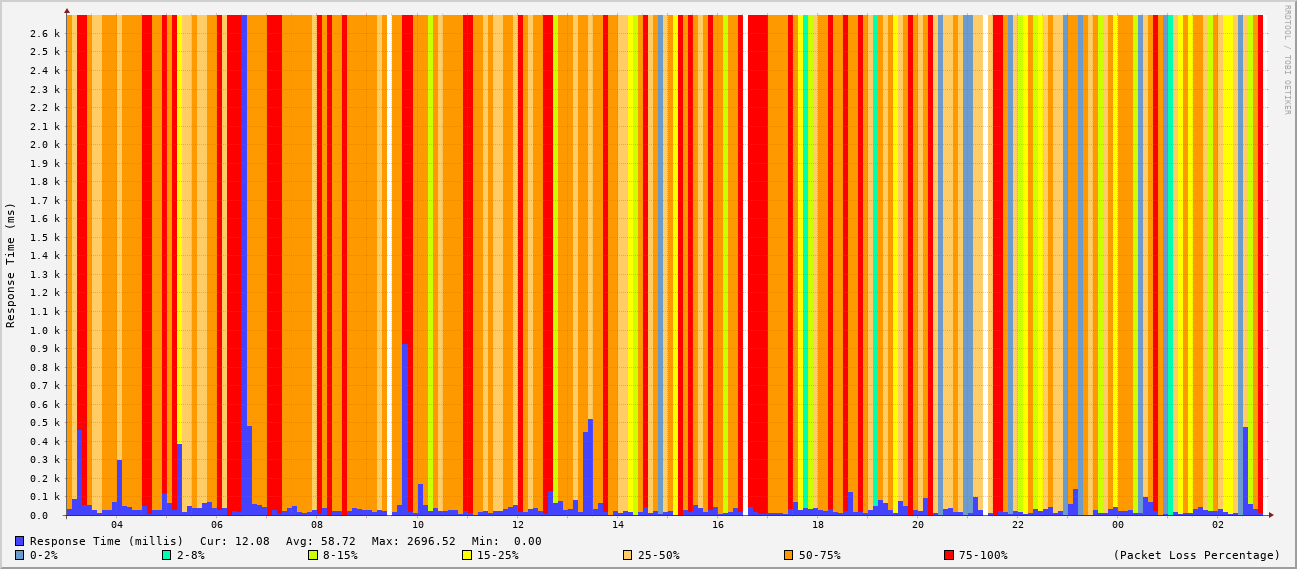 RRDTOOL / TOBI OETIKER
Response Time (ms)
2.6 k
2.5 k
2.4 k
2.3 k
2.2 k
2.1 k
2.0 k
1.9 k
1.8 k
1.7 k
1.6 k
1.5 k
1.4 k
1.3 k
1.2 k
1.1 k
1.0 k
0.9 k
0.8 k
0.7 k
0.6 k
0.5 k
0.4 k
0.3 k
0.2 k
0.1 k
0.0
04 06 08 10 12 14 16 18 20 22 00 02
Response Time (millis) Cur: 12.08 Avg: 58.72 Max: 2696.52 Min: 0.00
0-2% 2-8% 8-15% 15-25% 25-50% 50-75% 75-100% (Packet Loss Percentage)